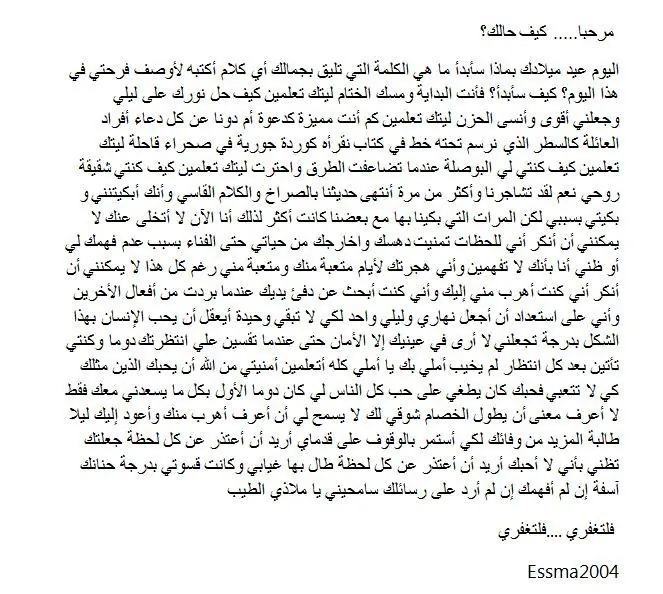 مرحبا..... كيف حالك؟
اليوم عيد ميلادك بماذا سأبدأ ما هي الكلمة التي تليق بجمالك أي كلام أكتبه لأوصف فرحتي في
هذا اليوم؟ كيف سأبدأ؟ فأنت البداية ومسك الختام ليتك تعلمين كيف حل نورك على ليلي
وجعلني أقوى وأنسى الحزن ليتك تعلمين كم أنت مميزة كدعوة أم دونا عن كل دعاء أفراد
العائلة كالسطر الذي نرسم تحته خط في كتاب نقرأه كوردة جورية في صحراء قاحلة ليتك
تعلمين كيف كنتي لي البوصلة عندما تضاعفت الطرق واحترت ليتك تعلمين كيف كنتي شقيقة
روحي نعم لقد تشاجرنا وأكثر من مرة أنتهى حديثنا بالصراخ والكلام القاسي وأنك أبكيتنني و
بكيتي بسببي لكن المرات التي بكينا بها مع بعضنا كانت أكثر لذلك أنا الآن لا أتخلى عنك لا
يمكنني أن أنكر أني للحظات تمنيت دهسك واخارجك من حياتي حتى الفناء بسبب عدم فهمك لي
أو ظني أنا بأنك لا تفهمين وأني هجرتك لأيام متعبة منك ومتعبة مني رغم كل هذا لا يمكنني أن
أنكر أني كنت أهرب مني إليك وأني كنت أبحث عن دفئ يديك عندما بردت من أفعال الأخرين
وأني على استعداد أن أجعل نهاري وليلي واحد لكي لا تبقي وحيدة أيعقل أن يحب الإنسان بهذا
الشكل بدرجة تجعلني لا أرى في عينيك إلا الأمان حتى عندما تقسين علي انتظرتك دوما وكنتي
تأتين بعد كل انتظار لم يخيب أملي بك يا أملي كله أتعلمين أمنيتي من الله أن يحبك الذين مثلك
كي لا تتعبي فحبك كان يطغي على حب كل الناس لي كان دوما الأول بكل ما يسعدني معك فقط
لا أعرف معنى أن يطول الخصام شوقي لك لا يسمح لي أن أعرف أهرب منك وأعود إليك ليلا
طالبة المزيد من وفائك لكي أستمر بالوقوف على قدماي أريد أن أعتذر عن كل لحظة جعلتك
تظني بأني لا أحبك أريد أن أعتذر عن كل لحظة طال بها غيابي وكانت قسوتي بدرجة حنانك
آسفة إن لم أفهمك إن لم أرد على رسائلك سامحيني يا ملاذي الطيب
فلتغفري ....فلتغفري
Essma2004